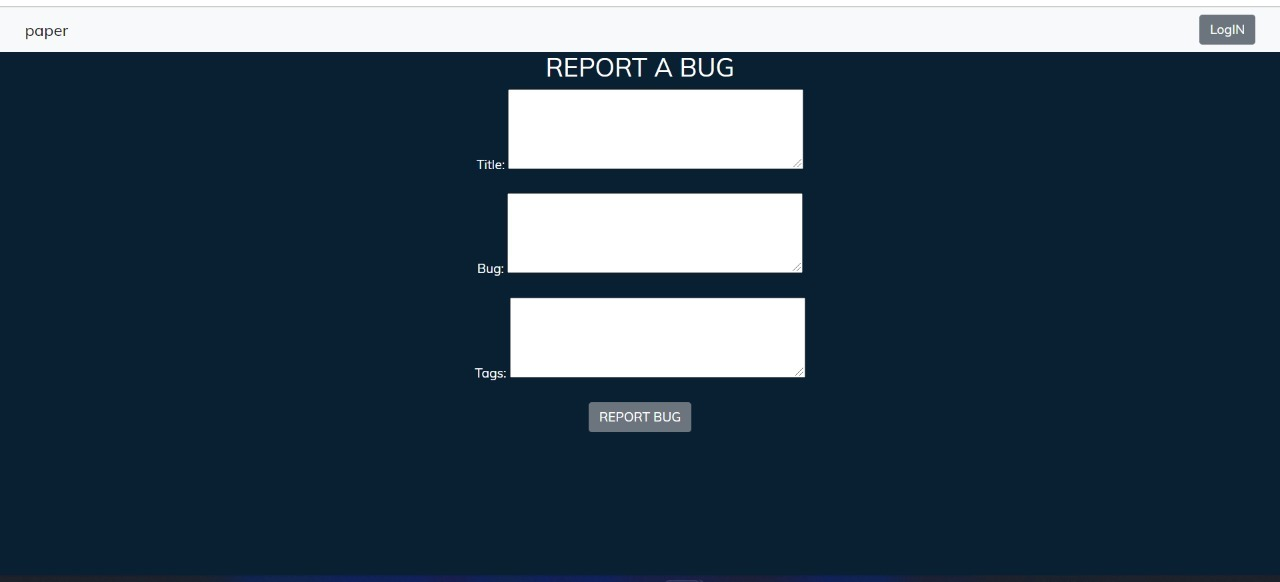 paper
LogIN
REPORT A BUG
Title:
Bug:
Tags:
REPORT BUG